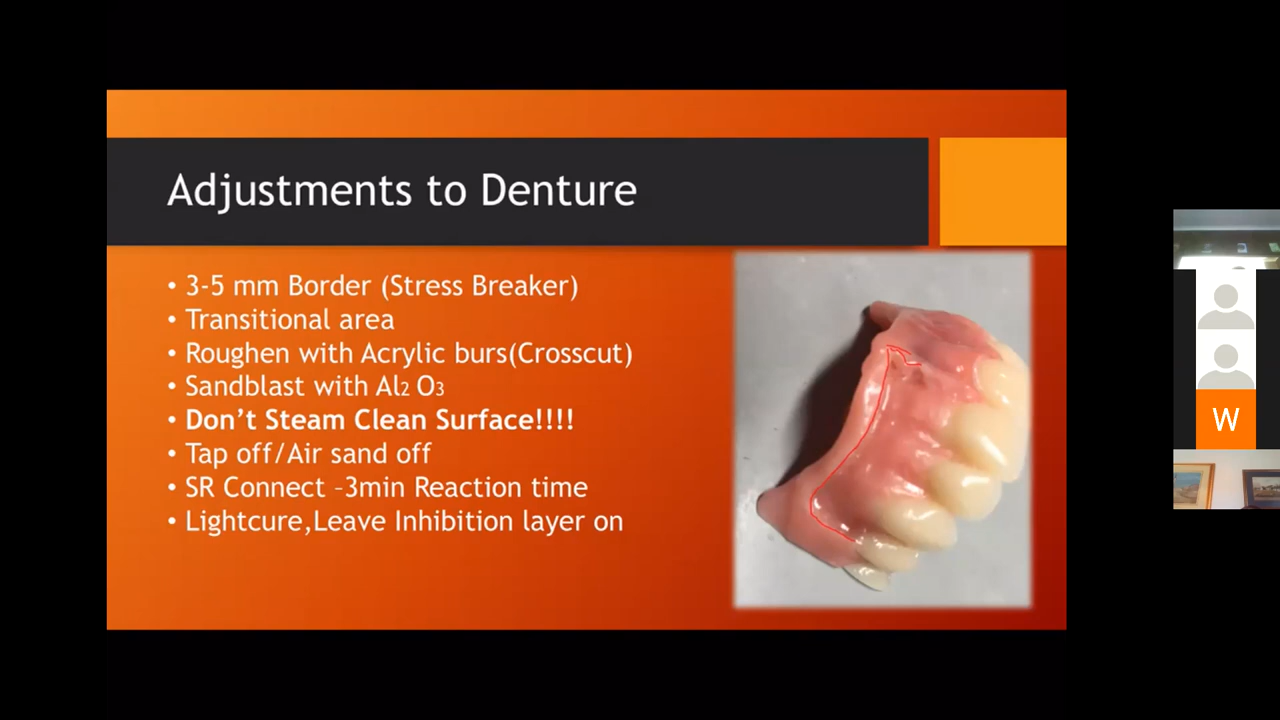 Adjustments to Denture
• 3-5 mm Border (Stress Breaker)
• Transitional area
• Roughen with Acrylic burs(Crosscut)
• Sandblast with Al2 O3
• Don't Steam Clean Surface!!!!
• Tap off/Air sand off
• SR Connect -3min Reaction time
• Lightcure,Leave Inhibition layer on
W